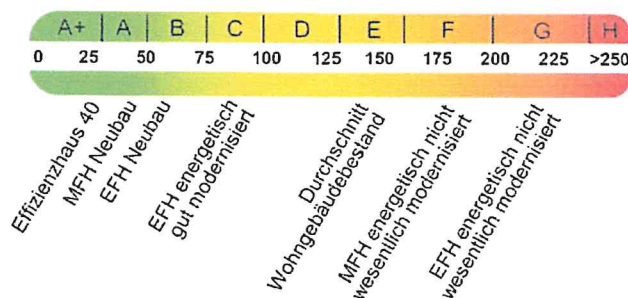 A+ A B C D E F G H
0 25 50 75 100 125 150 175 200 225 >250
Effizienzhaus 40
MFH Neubau
EFH Neubau
EFH energetisch
gut modernisiert
Durchschnitt
Wohngebäudebestand
MFH energetisch nicht
wesentlich modernisiert
EFH energetisch nicht
wesentlich modernisiert